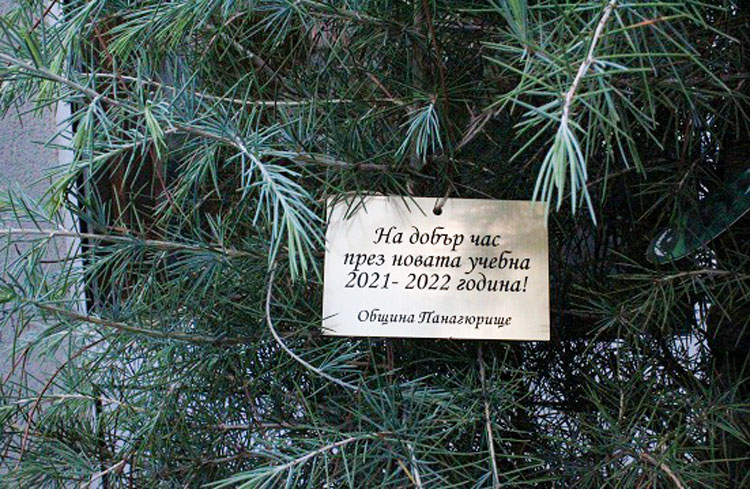 На добър час
през новата учебна
2021- 2022 година!
Община Панагюрище